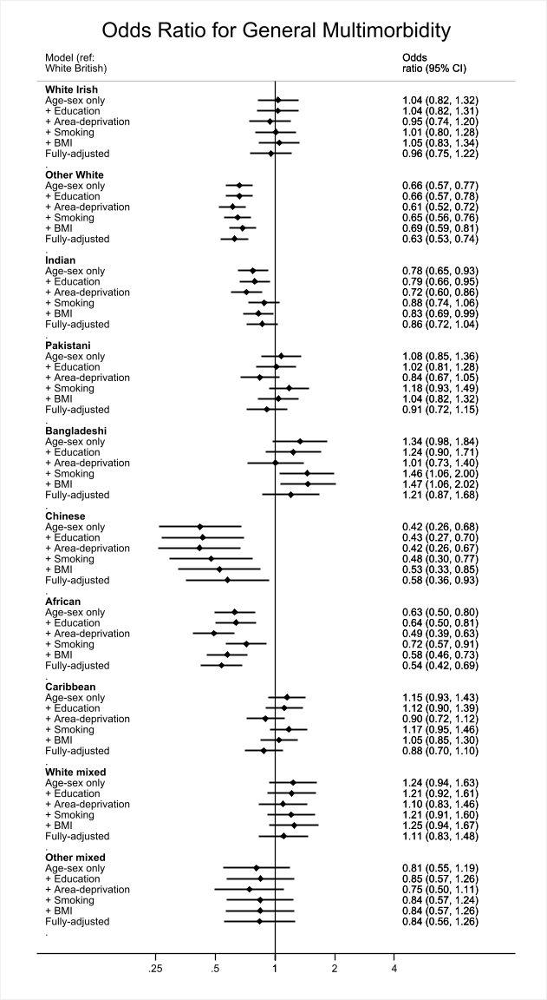 Odds Ratio for General Multimorbidity
Model (ref: Odds
White British) ratio (95% CI)
White Irish
Age-sex only 1.04 (0.82, 1.32)
+ Education 1.04 (0.82, 1.31)
+ Area-deprivation 0.95 (0.74, 1.20)
+ Smoking 1.01 (0.80, 1.28)
+ BMI 1.05 (0.83, 1.34)
Fully-adjusted 0.96 (0.75, 1.22)
.
Other White
Age-sex only 0.66 (0.57, 0.77)
+ Education 0.66 (0.57, 0.78)
+ Area-deprivation 0.61 (0.52, 0.72)
+ Smoking 0.65 (0.56, 0.76)
+ BMI 0.69 (0.59, 0.81)
Fully-adjusted 0.63 (0.53, 0.74)
.
Indian
Age-sex only 0.78 (0.65, 0.93)
+ Education 0.79 (0.66, 0.95)
+ Area-deprivation 0.72 (0.60, 0.86)
+ Smoking 0.88 (0.74, 1.06)
+ BMI 0.83 (0.69, 0.99)
Fully-adjusted 0.86 (0.72, 1.04)
.
Pakistani
Age-sex only 1.08 (0.85, 1.36)
+ Education 1.02 (0.81, 1.28)
+ Area-deprivation 0.84 (0.67, 1.05)
+ Smoking 1.18 (0.93, 1.49)
+ BMI 1.04 (0.82, 1.32)
Fully-adjusted 0.91 (0.72, 1.15)
.
Bangladeshi
Age-sex only 1.34 (0.98, 1.84)
+ Education 1.24 (0.90, 1.71)
+ Area-deprivation 1.01 (0.73, 1.40)
+ Smoking 1.46 (1.06, 2.00)
+ BMI 1.47 (1.06, 2.02)
Fully-adjusted 1.21 (0.87, 1.68)
.
Chinese
Age-sex only 0.42 (0.26, 0.68)
+ Education 0.43 (0.27, 0.70)
+ Area-deprivation 0.42 (0.26, 0.67)
+ Smoking 0.48 (0.30, 0.77)
+ BMI 0.53 (0.33, 0.85)
Fully-adjusted 0.58 (0.36, 0.93)
.
African
Age-sex only 0.63 (0.50, 0.80)
+ Education 0.64 (0.50, 0.81)
+ Area-deprivation 0.49 (0.39, 0.63)
+ Smoking 0.72 (0.57, 0.91)
+ BMI 0.58 (0.46, 0.73)
Fully-adjusted 0.54 (0.42, 0.69)
.
Caribbean
Age-sex only 1.15 (0.93, 1.43)
+ Education 1.12 (0.90, 1.39)
+ Area-deprivation 0.90 (0.72, 1.12)
+ Smoking 1.17 (0.95, 1.46)
+ BMI 1.05 (0.85, 1.30)
Fully-adjusted 0.88 (0.70, 1.10)
.
White mixed
Age-sex only 1.24 (0.94, 1.63)
+ Education 1.21 (0.92, 1.61)
+ Area-deprivation 1.10 (0.83, 1.46)
+ Smoking 1.21 (0.91, 1.60)
+ BMI 1.25 (0.94, 1.67)
Fully-adjusted 1.11 (0.83, 1.48)
.
Other mixed
Age-sex only 0.81 (0.55, 1.19)
+ Education 0.85 (0.57, 1.26)
+ Area-deprivation 0.75 (0.50, 1.11)
+ Smoking 0.84 (0.57, 1.24)
+ BMI 0.84 (0.57, 1.26)
Fully-adjusted 0.84 (0.56, 1.26)
.
.25 .5 1 2 4